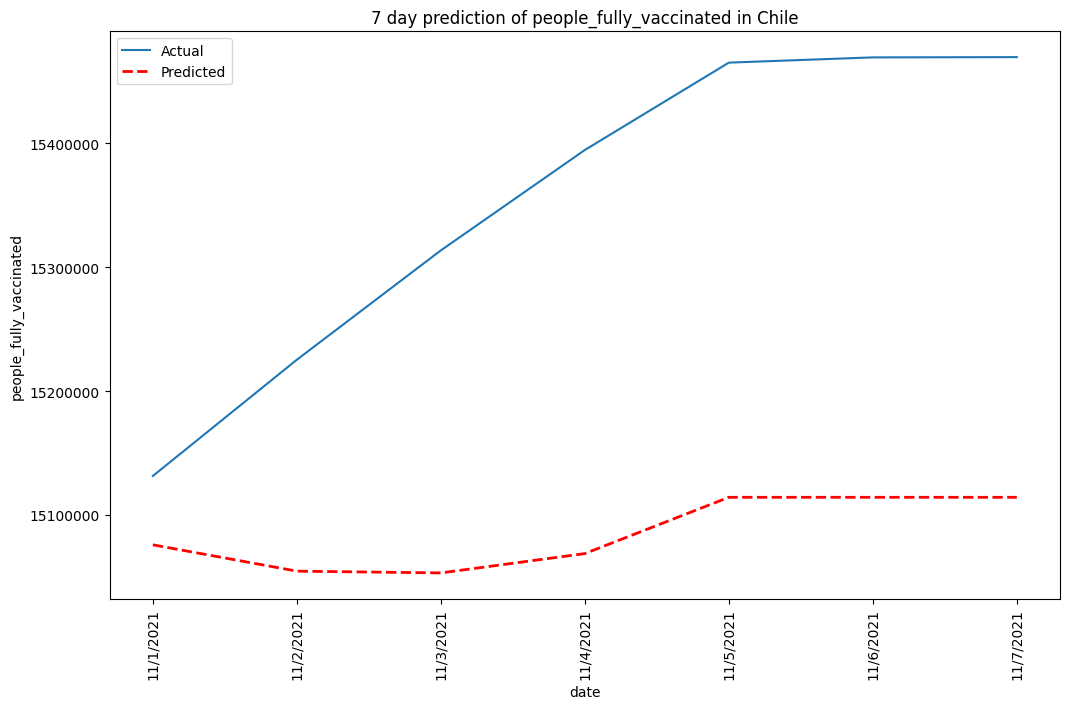 7 day prediction of people_fully_vaccinated in Chile
Actual
Predicted
people_fully_vaccinated
15400000
15300000
15200000
15100000
11/1/2021
11/2/2021
11/3/2021
11/4/2021
11/5/2021
11/6/2021
11/7/2021
date